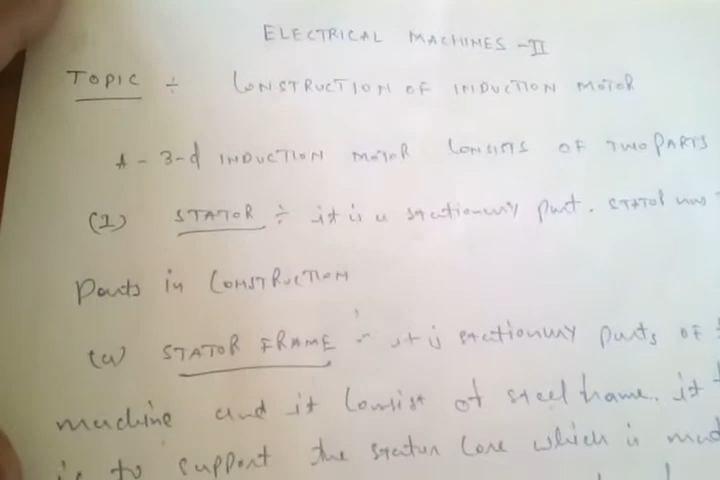 ELECTRICAL MACHINES -II
TOPIC ÷ CONSTRUCTION OF INDUCTION MOTOR
A - 3-d INDUCTION MOTOR CONSISTS OF TWO PARTS
(1) STATOR ÷ it is a stationary part. STATOR
Parts in CONSTRUCTION
(a) STATOR FRAME :- it is stationary parts of
machine and it consist of steel frame. it
is to support the stator core which is